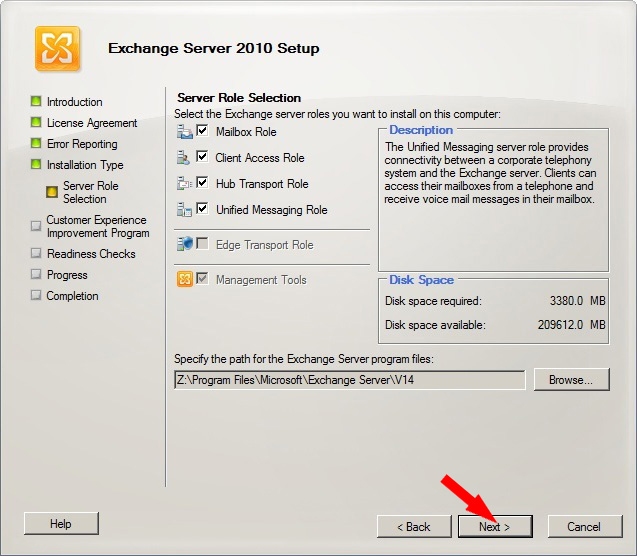 Exchange Server 2010 Setup
Introduction
License Agreement
Error Reporting
Installation Type
Server Role
Selection
Customer Experience
Improvement Program
Readiness Checks
Progress
Completion
Server Role Selection
Select the Exchange server roles you want to install on this computer:
Mailbox Role
Client Access Role
Hub Transport Role
Unified Messaging Role
Edge Transport Role
Management Tools
Description
The Unified Messaging server role provides
connectivity between a corporate telephony
system and the Exchange server. Clients can
access their mailboxes from a telephone and
receive voice mail messages in their mailbox.
Disk Space
Disk space required: 3380.0 MB
Disk space available: 209612.0 MB
Specify the path for the Exchange Server program files:
Z:\Program Files\Microsoft\Exchange Server\V14
Browse...
Help
< Back
Next >
Cancel